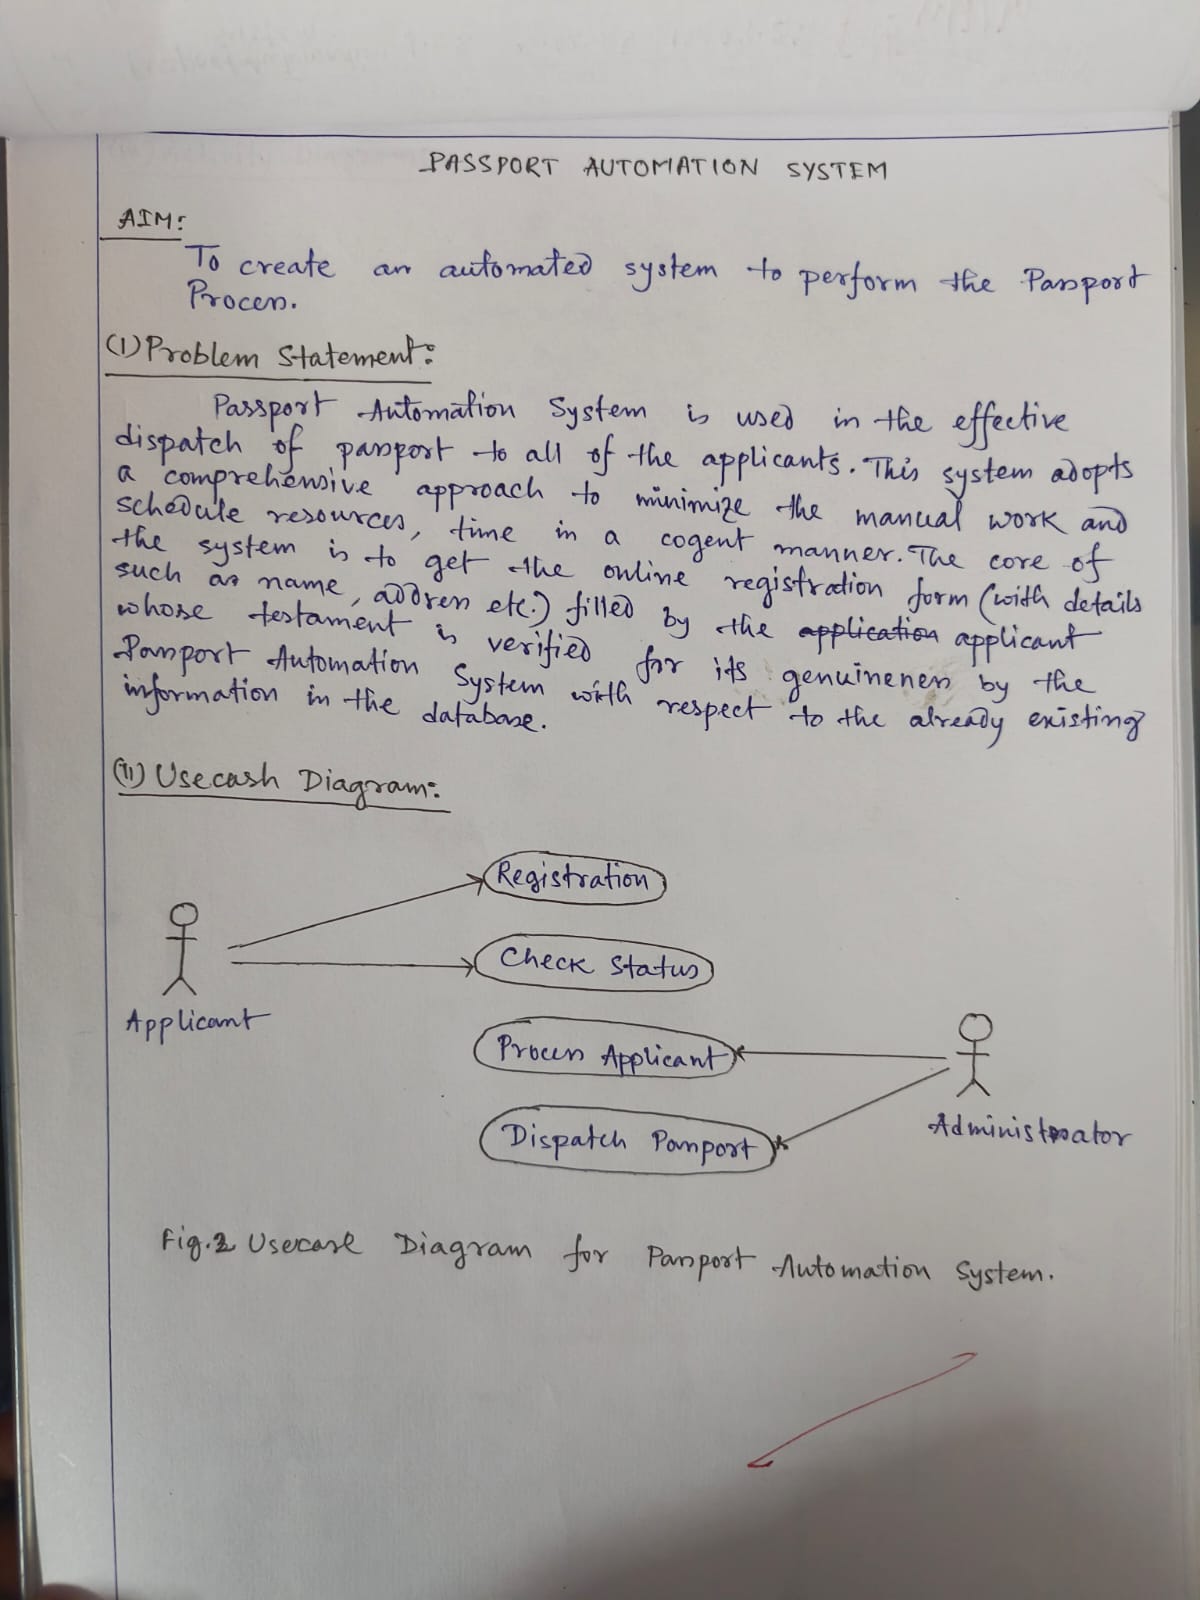 PASSPORT AUTOMATION SYSTEM
AIM:
To create an automated system to perform the Passport
Process.
(I) Problem Statement:
Passport Automation System is used in the effective
dispatch of passport to all of the applicants. This system adopts
a comprehensive approach to minimize the manual work and
schedule resources, time in a cogent manner. The core of
the system is to get the online registration form (with details
such as name, address etc.) filled by the application applicant
whose testament is verified for its genuineness by the
Passport Automation System with respect to the already existing
information in the database.
(II) Usecash Diagram:
Registration
Check Status
Applicant
Process Applicant
Dispatch Passport
Administrator
Fig.2 Usecase Diagram for Passport Automation System.